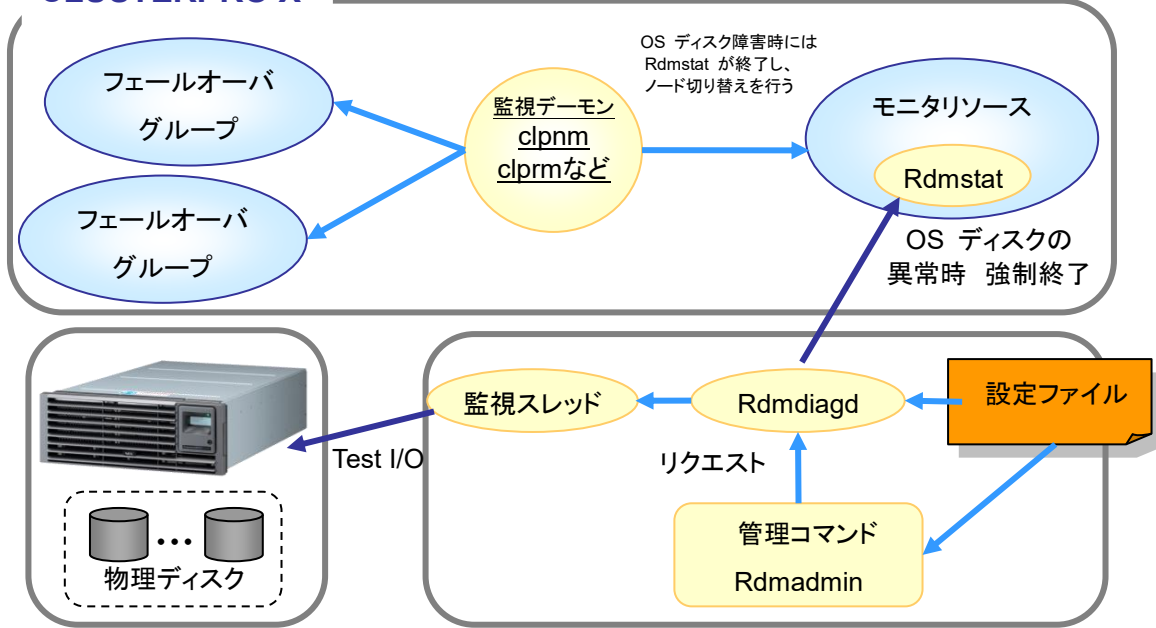 CLUSTERPRO X
フェールオーバ
グループ
フェールオーバ
グループ
監視デーモン
clpnm
clprmなど
OS ディスク障害時には
Rdmstat が終了し、
ノード切り替えを行う
モニタリソース
Rdmstat
OS ディスクの
異常時 強制終了
監視スレッド
Rdmdiagd
設定ファイル
Test I/O
リクエスト
管理コマンド
Rdmadmin
…
物理ディスク